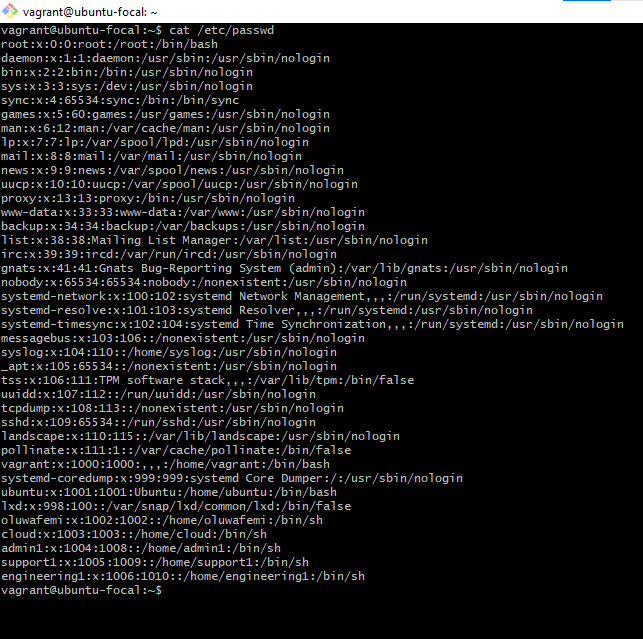 vagrant@ubuntu-focal: ~
vagrant@ubuntu-focal:~$ cat /etc/passwd
root:x:0:0:root:/root:/bin/bash
daemon:x:1:1:daemon:/usr/sbin:/usr/sbin/nologin
bin:x:2:2:bin:/bin:/usr/sbin/nologin
sys:x:3:3:sys:/dev:/usr/sbin/nologin
sync:x:4:65534:sync:/bin:/bin/sync
games:x:5:60:games:/usr/games:/usr/sbin/nologin
man:x:6:12:man:/var/cache/man:/usr/sbin/nologin
lp:x:7:7:lp:/var/spool/lpd:/usr/sbin/nologin
mail:x:8:8:mail:/var/mail:/usr/sbin/nologin
news:x:9:9:news:/var/spool/news:/usr/sbin/nologin
uucp:x:10:10:uucp:/var/spool/uucp:/usr/sbin/nologin
proxy:x:13:13:proxy:/bin:/usr/sbin/nologin
www-data:x:33:33:www-data:/var/www:/usr/sbin/nologin
backup:x:34:34:backup:/var/backups:/usr/sbin/nologin
list:x:38:38:Mailing List Manager:/var/list:/usr/sbin/nologin
irc:x:39:39:ircd:/var/run/ircd:/usr/sbin/nologin
gnats:x:41:41:Gnats Bug-Reporting System (admin):/var/lib/gnats:/usr/sbin/nologin
nobody:x:65534:65534:nobody:/nonexistent:/usr/sbin/nologin
systemd-network:x:100:102:systemd Network Management,,,:/run/systemd:/usr/sbin/nologin
systemd-resolve:x:101:103:systemd Resolver,,,:/run/systemd:/usr/sbin/nologin
systemd-timesync:x:102:104:systemd Time Synchronization,,,:/run/systemd:/usr/sbin/nologin
messagebus:x:103:106::/nonexistent:/usr/sbin/nologin
syslog:x:104:110::/home/syslog:/usr/sbin/nologin
_apt:x:105:65534::/nonexistent:/usr/sbin/nologin
tss:x:106:111:TPM software stack,,,:/var/lib/tpm:/bin/false
uuidd:x:107:112::/run/uuidd:/usr/sbin/nologin
tcpdump:x:108:113::/nonexistent:/usr/sbin/nologin
sshd:x:109:65534::/run/sshd:/usr/sbin/nologin
landscape:x:110:115::/var/lib/landscape:/usr/sbin/nologin
pollinate:x:111:1::/var/cache/pollinate:/bin/false
vagrant:x:1000:1000:,,,:/home/vagrant:/bin/bash
systemd-coredump:x:999:999:systemd Core Dumper:/:/usr/sbin/nologin
ubuntu:x:1001:1001:Ubuntu:/home/ubuntu:/bin/bash
lxd:x:998:100::/var/snap/lxd/common/lxd:/bin/false
oluwafemi:x:1002:1002::/home/oluwafemi:/bin/sh
cloud:x:1003:1003::/home/cloud:/bin/sh
admin1:x:1004:1008::/home/admin1:/bin/sh
support1:x:1005:1009::/home/support1:/bin/sh
engineering1:x:1006:1010::/home/engineering1:/bin/sh
vagrant@ubuntu-focal:~$